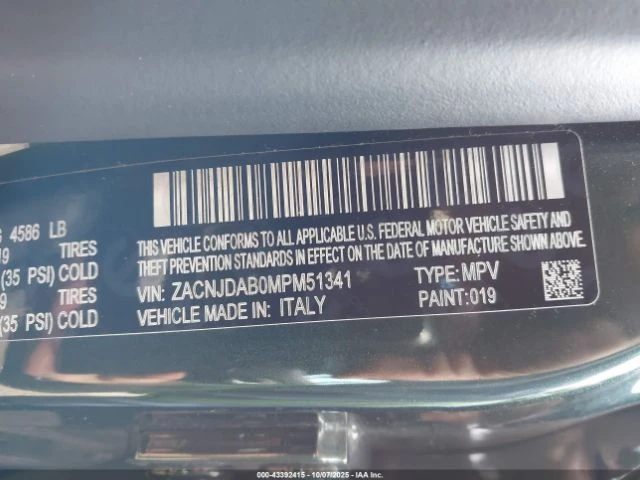 4586 LB
TIRES
(35 PSI) COLD
TIRES
(35 PSI) COLD
THIS VEHICLE CONFORMS TO ALL APPLICABLE U.S. FEDERAL MOTOR VEHICLE SAFETY AND
THEFT PREVENTION STANDARDS IN EFFECT ON THE DATE OF MANUFACTURE SHOWN ABOVE.
VIN: ZACNJDAB0MPM51341 TYPE: MPV
VEHICLE MADE IN: ITALY PAINT:019
000-43392415 - 10/07/2025 - IAAI.COM